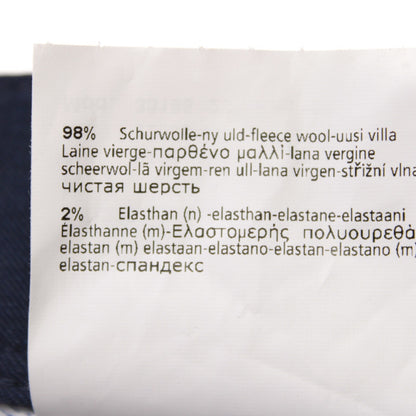 98% Schurwolle-ny uld-fleece wool-uusi villa
Laine vierge-παρθένο μαλλί-lana vergine
scheerwol-lã virgem-ren ull-lana virgen-střižní vlna
чистая шерсть
2% Elasthan (n) -elasthan-elastane-elastaani
Élasthanne (m)-Ελαστομερής πολυουρεθά
elastan (m) elastaan-elastano-elastan-elastano (m)
elastan-спандекс